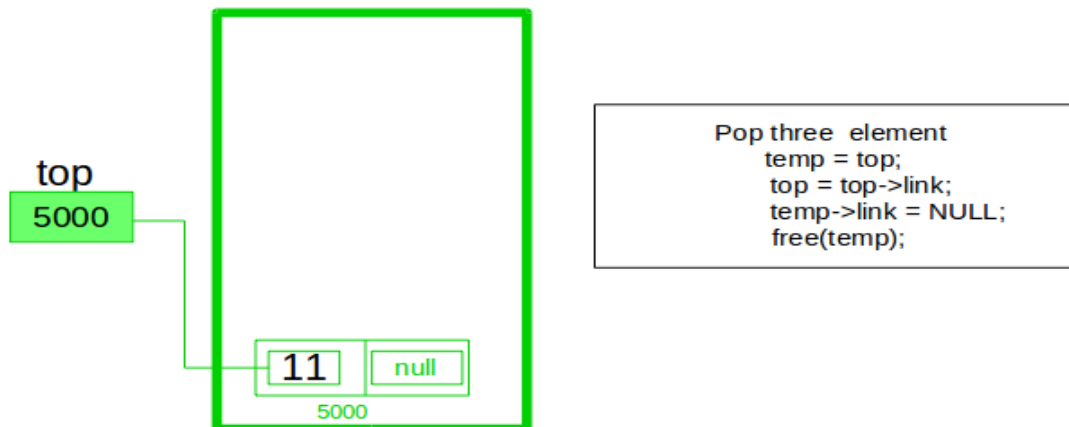 top
5000
11
null
5000
Pop three element
temp = top;
top = top->link;
temp->link = NULL;
free(temp);